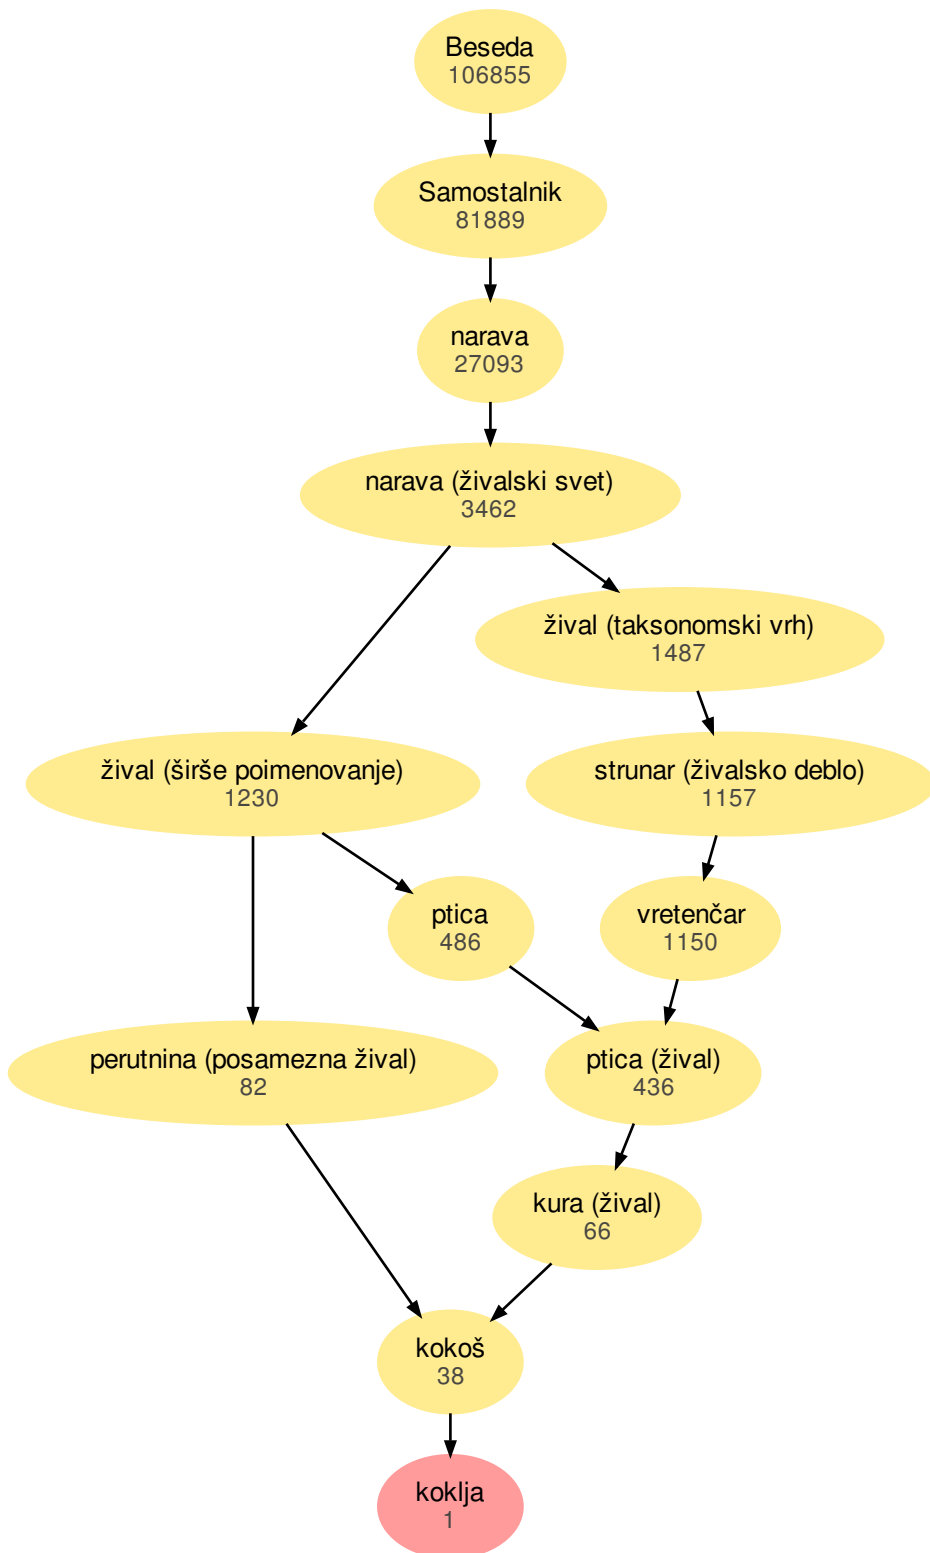 Beseda
106855
Samostalnik
81889
narava
27093
narava (živalski svet)
3462
žival (taksonomski vrh)
1487
žival (širše poimenovanje)
1230
strunar (živalsko deblo)
1157
ptica
486
vretenčar
1150
perutnina (posamezna žival)
82
ptica (žival)
436
kura (žival)
66
kokoš
38
koklja
1